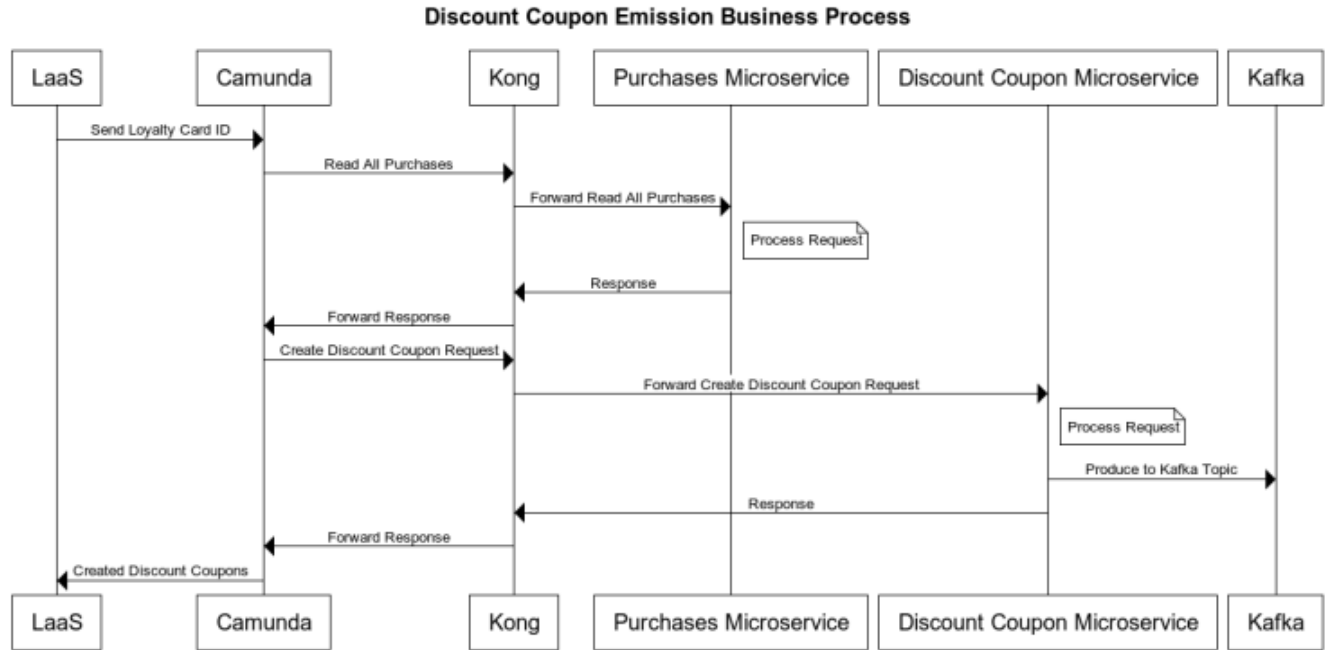 Discount Coupon Emission Business Process
LaaS
Camunda
Kong
Purchases Microservice
Discount Coupon Microservice
Kafka
Send Loyalty Card ID
Read All Purchases
Forward Read All Purchases
Process Request
Response
Forward Response
Create Discount Coupon Request
Forward Create Discount Coupon Request
Process Request
Produce to Kafka Topic
Response
Forward Response
Created Discount Coupons
LaaS
Camunda
Kong
Purchases Microservice
Discount Coupon Microservice
Kafka